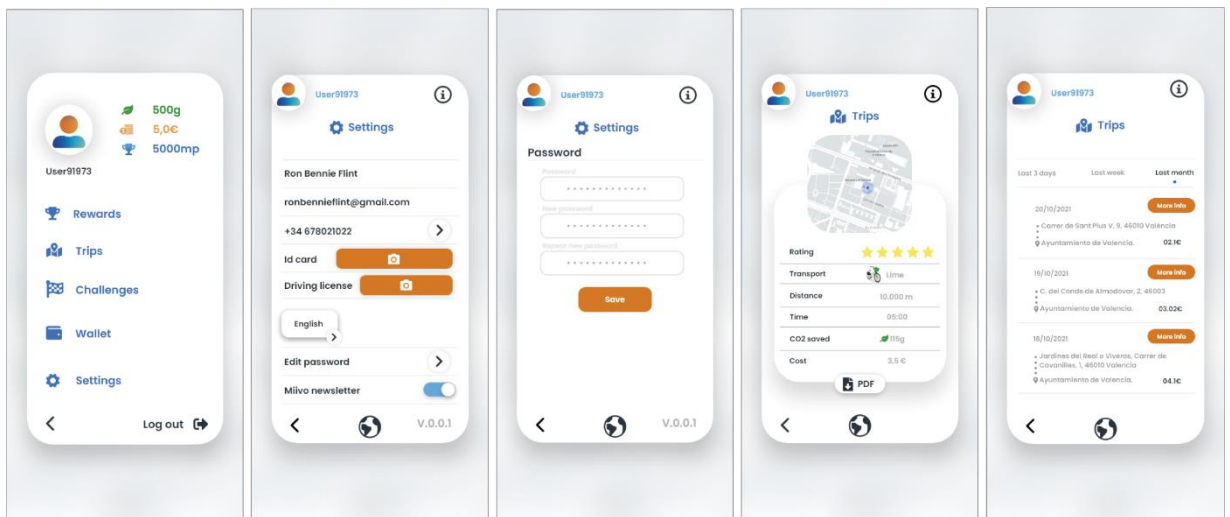 500g
5,0€
5000mp
User91973
Rewards
Trips
Challenges
Wallet
Settings
Log out
User91973
Settings
Ron Bennie Flint
ronbennieflint@gmail.com
+34 678021022
Id card
Driving license
English
Edit password
Miivo newsletter
V.0.0.1
User91973
Settings
Password
Password
New password
Repeat new password
Save
V.0.0.1
User91973
Trips
Rating
Transport Lime
Distance 10.000 m
Time 05:00
CO2 saved 115g
Cost 3.5 €
PDF
User91973
Trips
Last 3 days Last week Last month
20/10/2021 More info
Carrer de Sant Pius V, 9, 46010 València
Ayuntamiento de Valencia. 02.1€
19/10/2021 More info
C. del Conde de Almodovar, 2, 46003
Ayuntamiento de Valencia. 03.02€
18/10/2021 More info
Jardines del Real o Viveros, Carrer de
Cavanilles, 1, 46010 Valencia
Ayuntamiento de Valencia. 04.1€